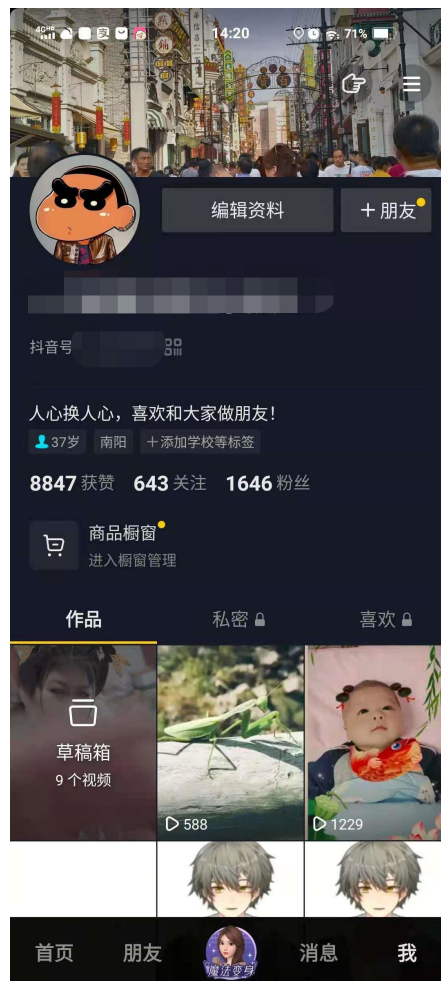 4G HD
14:20
71%
编辑资料
+ 朋友
抖音号
人心换人心，喜欢和大家做朋友！
37岁
南阳
+添加学校等标签
8847 获赞 643 关注 1646 粉丝
商品橱窗
进入橱窗管理
作品
私密
喜欢
草稿箱
9个视频
588
1229
首页
朋友
魔法变身
消息
我